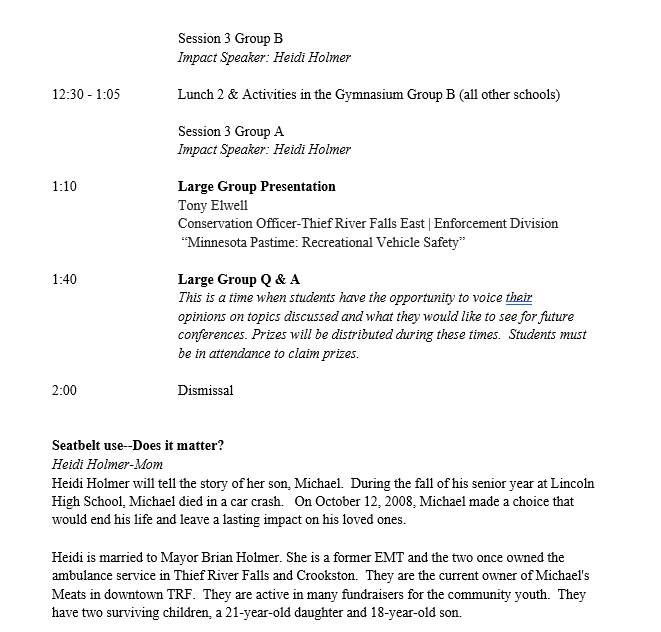 Session 3 Group B
Impact Speaker: Heidi Holmer
12:30 - 1:05 Lunch 2 & Activities in the Gymnasium Group B (all other schools)
Session 3 Group A
Impact Speaker: Heidi Holmer
1:10 Large Group Presentation
Tony Elwell
Conservation Officer-Thief River Falls East | Enforcement Division
“Minnesota Pastime: Recreational Vehicle Safety”
1:40 Large Group Q & A
This is a time when students have the opportunity to voice their
opinions on topics discussed and what they would like to see for future
conferences. Prizes will be distributed during these times.  Students must
be in attendance to claim prizes.
2:00 Dismissal
Seatbelt use--Does it matter?
Heidi Holmer-Mom
Heidi Holmer will tell the story of her son, Michael.  During the fall of his senior year at Lincoln
High School, Michael died in a car crash.   On October 12, 2008, Michael made a choice that
would end his life and leave a lasting impact on his loved ones.
Heidi is married to Mayor Brian Holmer. She is a former EMT and the two once owned the
ambulance service in Thief River Falls and Crookston.  They are the current owner of Michael's
Meats in downtown TRF.  They are active in many fundraisers for the community youth.  They
have two surviving children, a 21-year-old daughter and 18-year-old son.